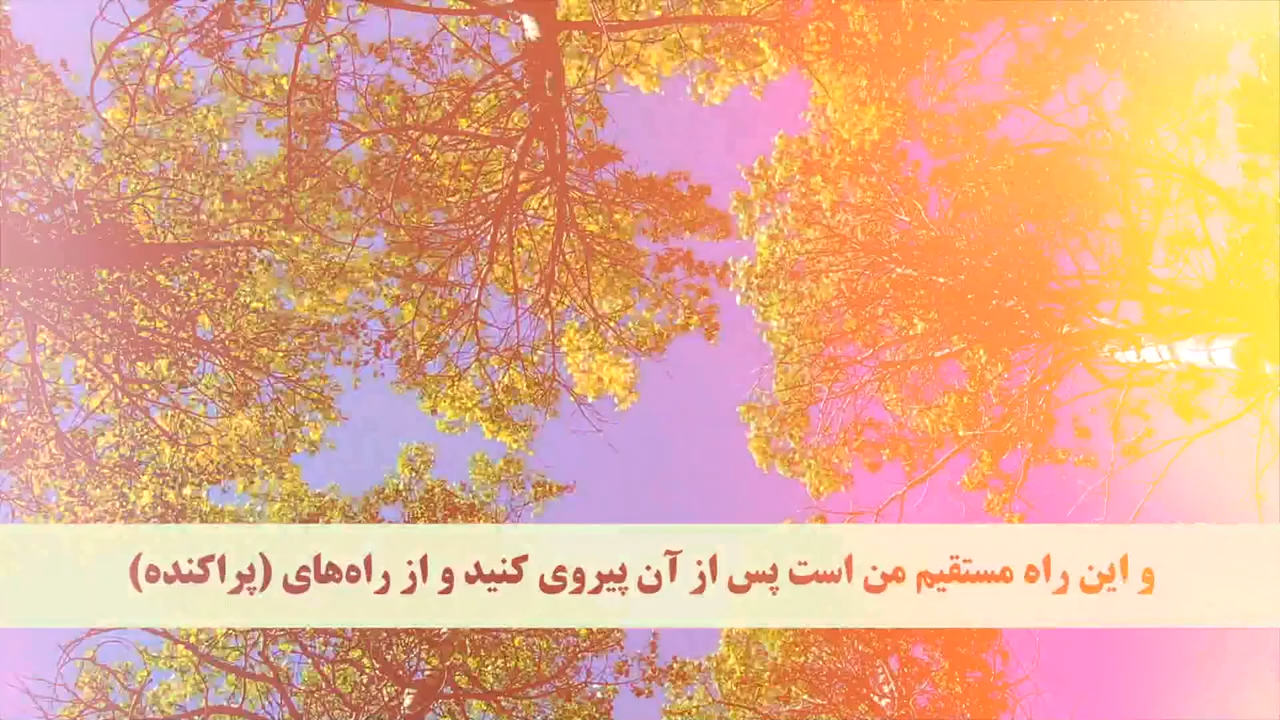 و این راه مستقیم من است پس از آن پیروی کنید و از راه‌های (پراکنده)